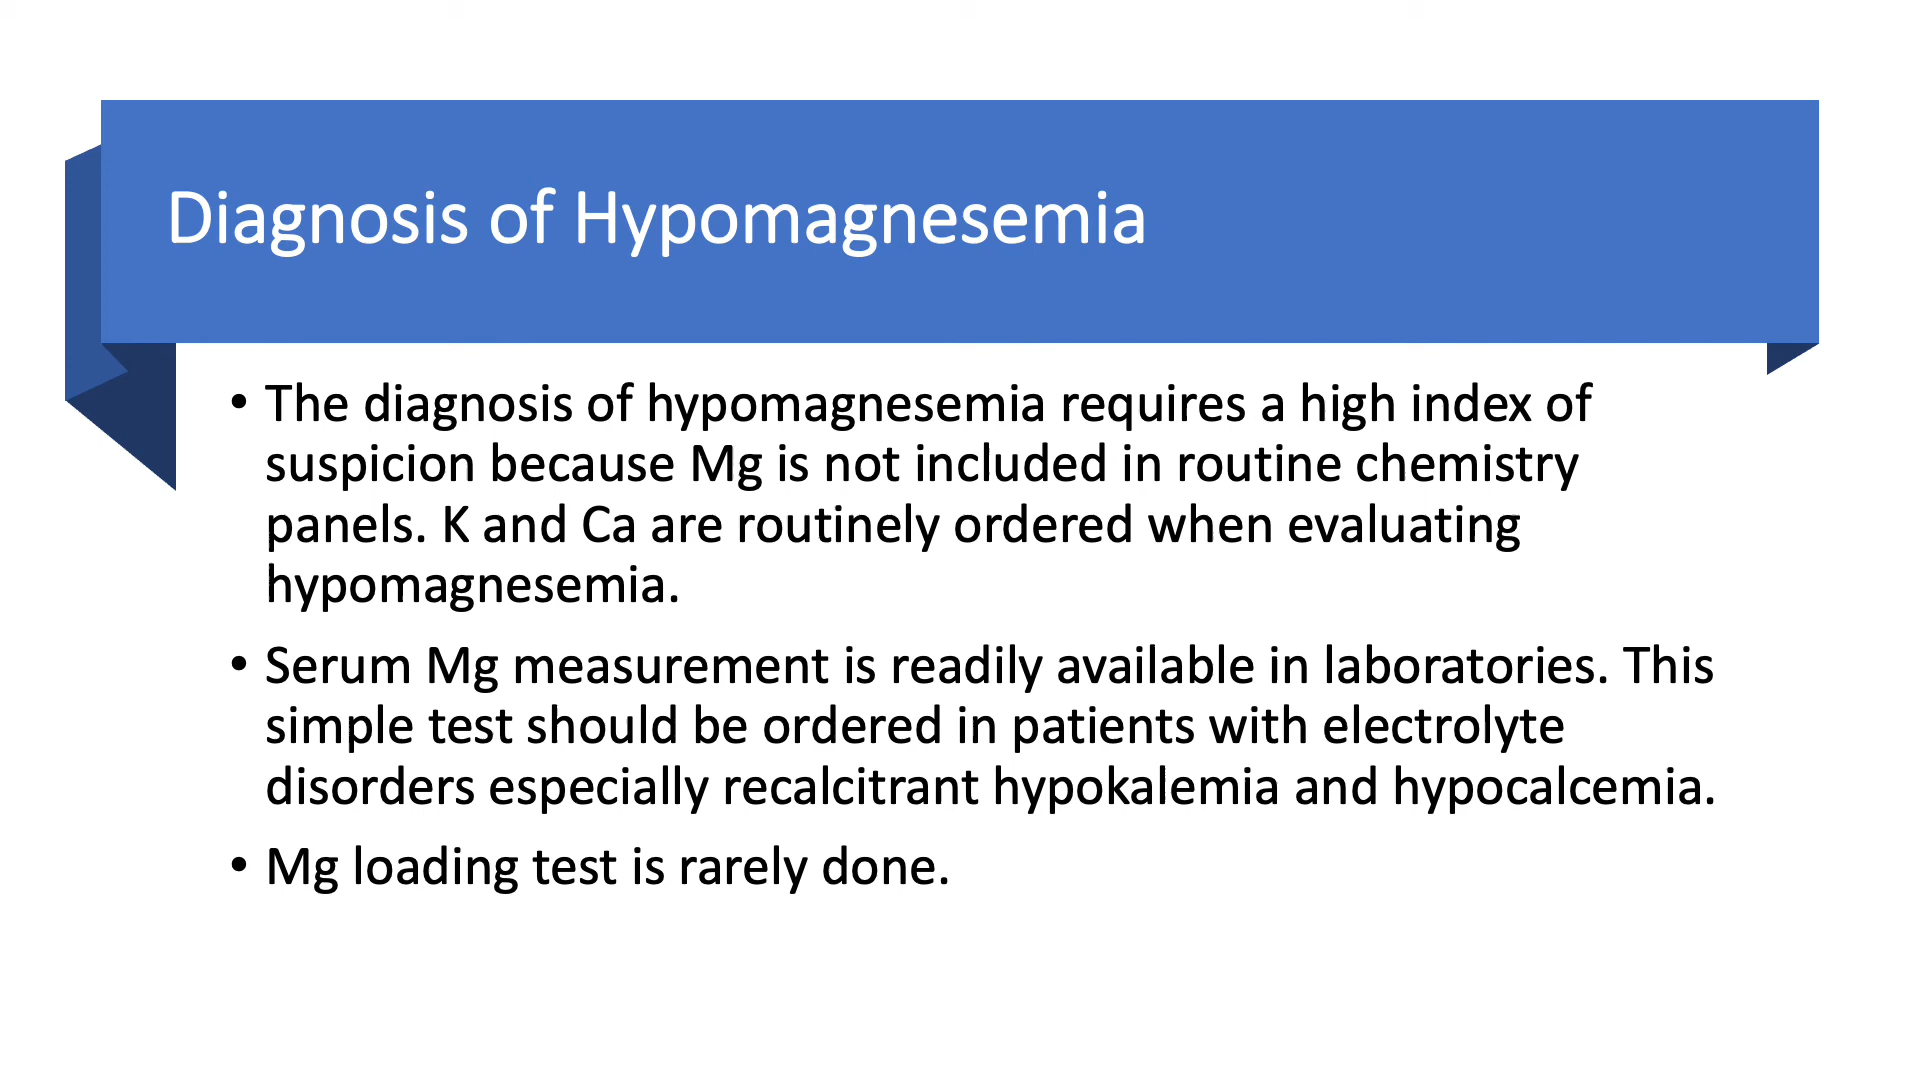 Diagnosis of Hypomagnesemia
• The diagnosis of hypomagnesemia requires a high index of
suspicion because Mg is not included in routine chemistry
panels. K and Ca are routinely ordered when evaluating
hypomagnesemia.
• Serum Mg measurement is readily available in laboratories. This
simple test should be ordered in patients with electrolyte
disorders especially recalcitrant hypokalemia and hypocalcemia.
• Mg loading test is rarely done.